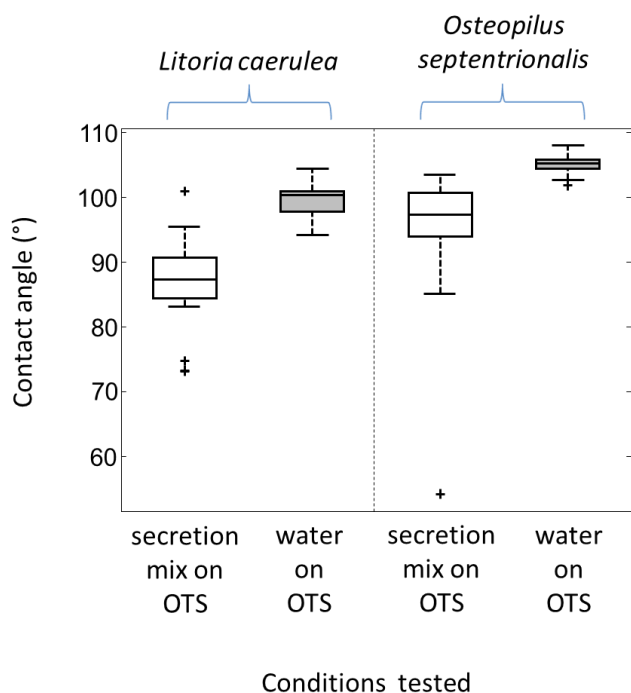 Litoria caerulea
Osteopilus
septentrionalis
Contact angle (°)
110
100
90
80
70
60
secretion
mix on
OTS
water
on
OTS
secretion
mix on
OTS
water
on
OTS
Conditions tested